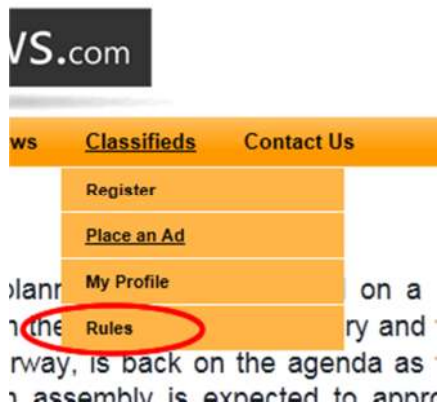 WS.com
ws Classifieds Contact Us
Register
Place an Ad
My Profile
on a
Rules
ry and
rway, is back on the agenda as
assembly is expected to appro